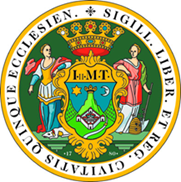 SIGILL. LIBER. ET REG. CIVITATIS QUINQUE ECCLESIEN.
I. M. T.